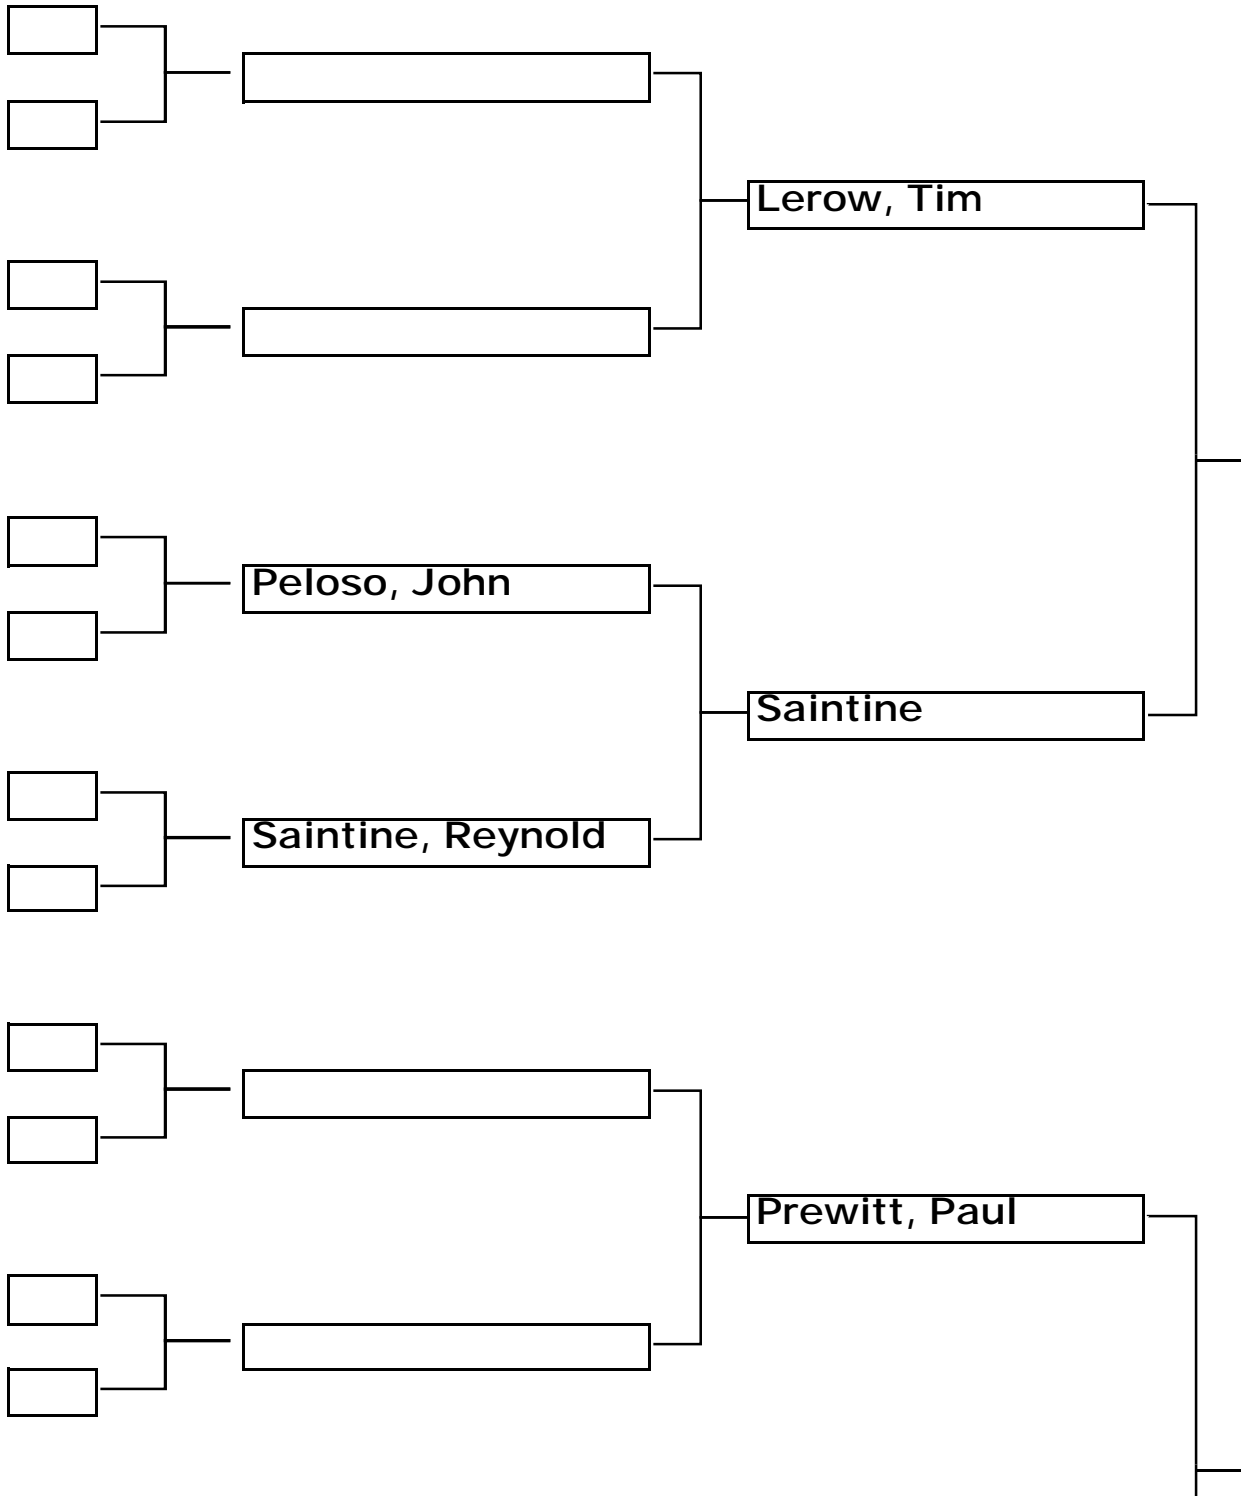 Lerow, Tim
Peloso, John
Saintine
Saintine, Reynold
Prewitt, Paul